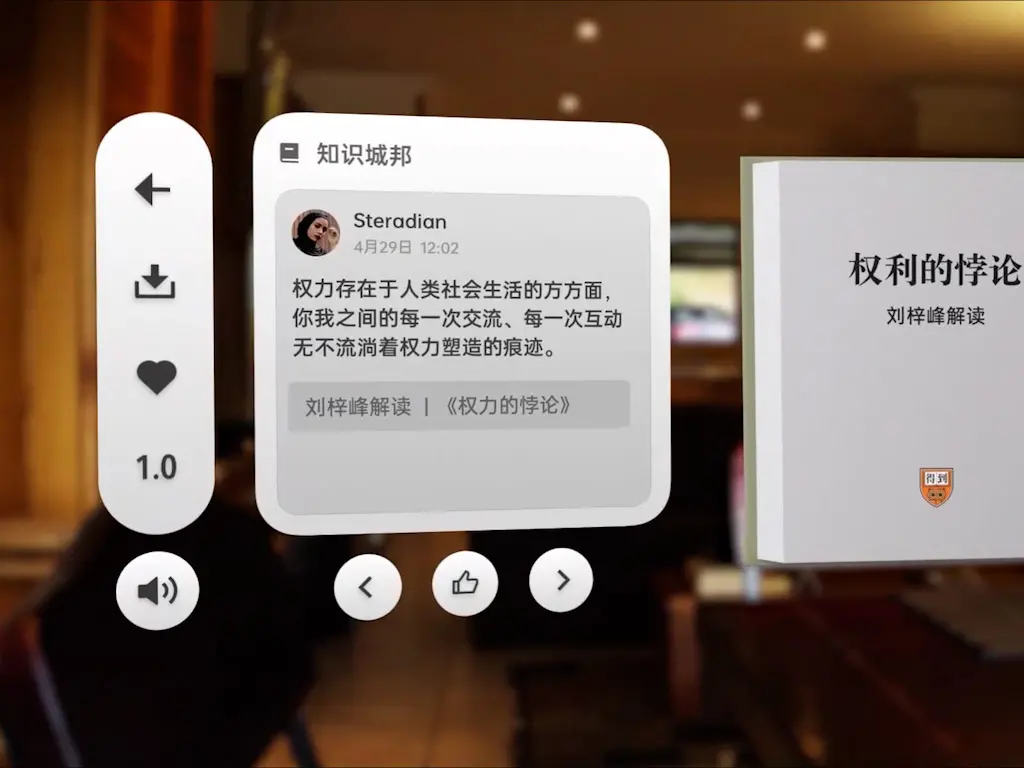 知识城邦
Steradian
4月29日 12:02
权力存在于人类社会生活的方方面，
你我之间的每一次交流、每一次互动
无不流淌着权力塑造的痕迹。
刘梓峰解读 | 《权力的悖论》
1.0
权利的悖论
刘梓峰解读
得到